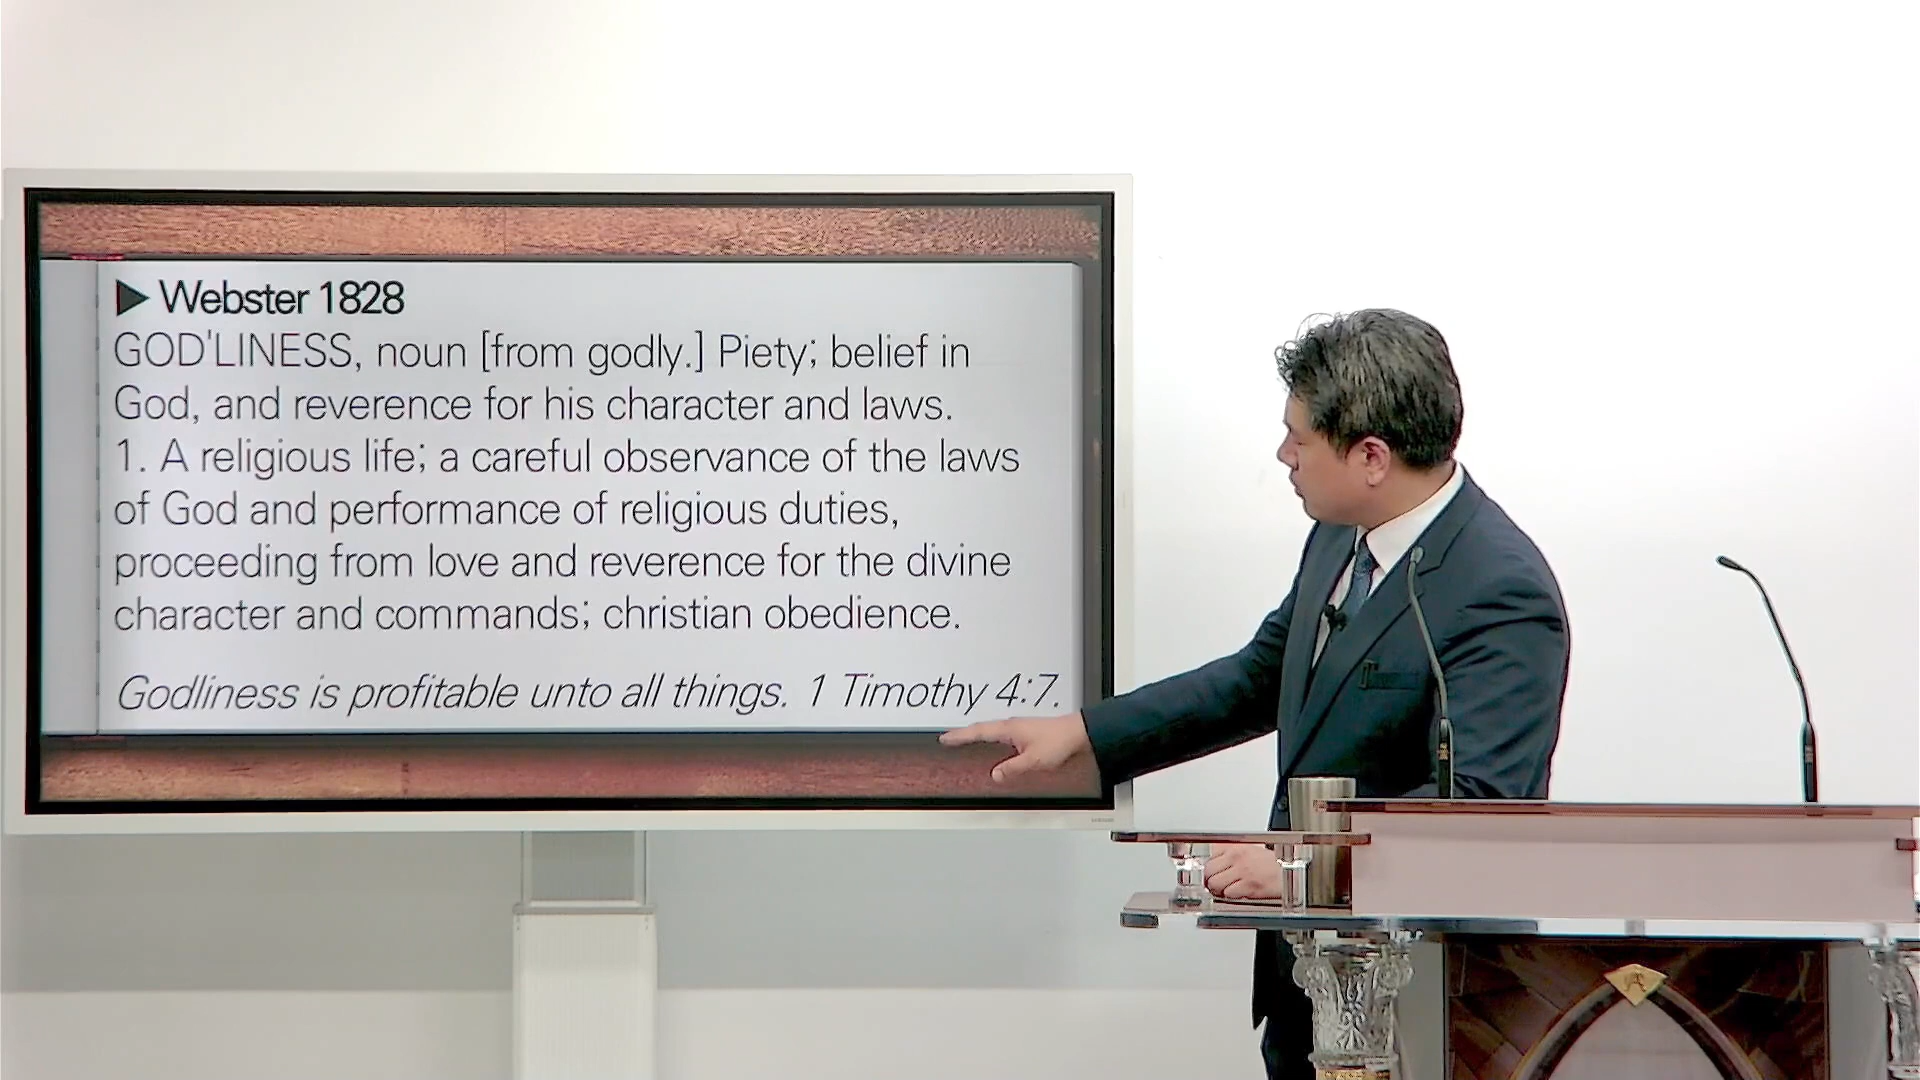 ▶ Webster 1828
GOD'LINESS, noun [from godly.] Piety; belief in
God, and reverence for his character and laws.
1. A religious life; a careful observance of the laws
of God and performance of religious duties,
proceeding from love and reverence for the divine
character and commands; christian obedience.
Godliness is profitable unto all things. 1 Timothy 4:7.